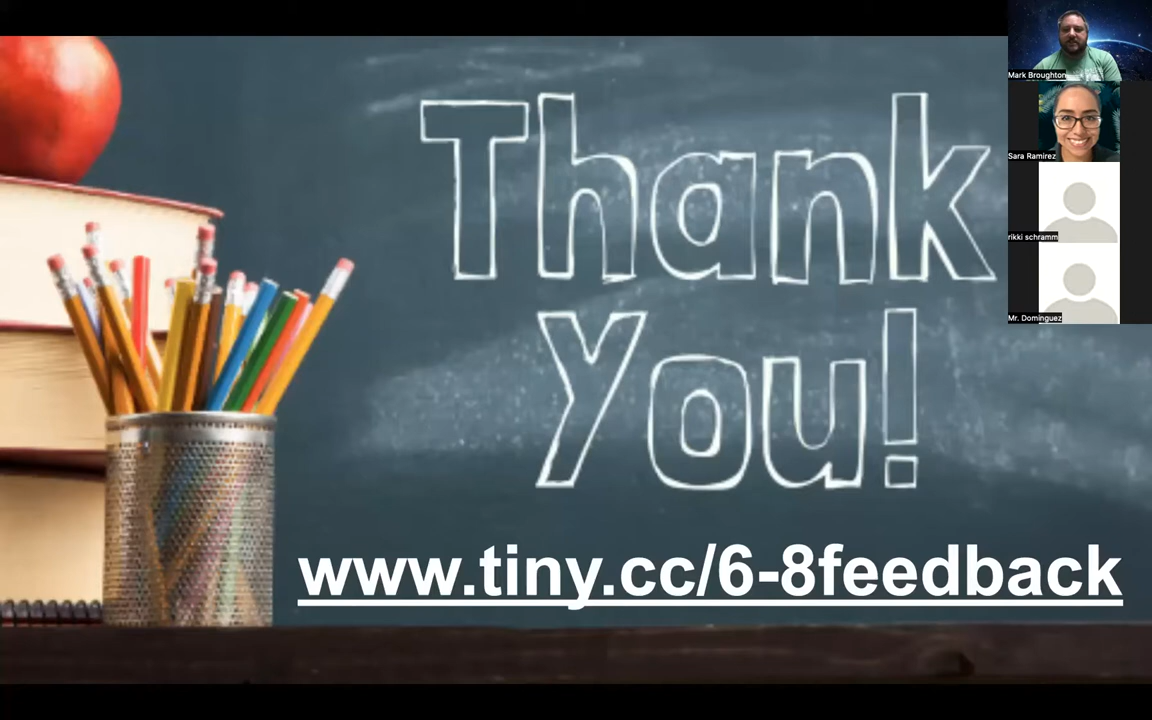 Thank
You!
www.tiny.cc/6-8feedback
Mark Broughton
Sara Ramirez
rikki schramm
Mr. Dominguez